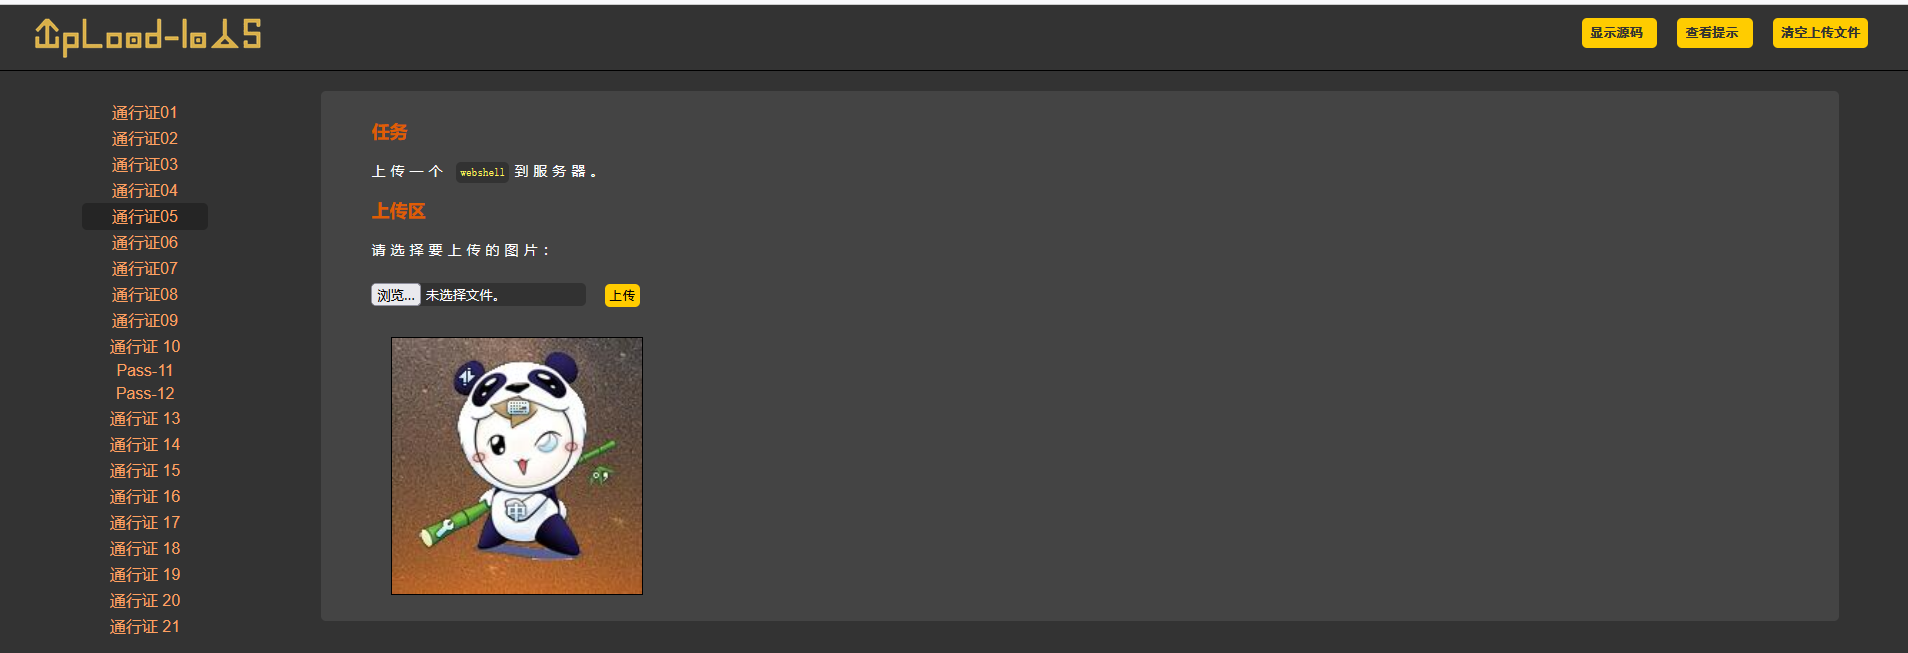 UpLoad-labS
显示源码
查看提示
清空上传文件
通行证01
通行证02
通行证03
通行证04
通行证05
通行证06
通行证07
通行证08
通行证09
通行证 10
Pass-11
Pass-12
通行证 13
通行证 14
通行证 15
通行证 16
通行证 17
通行证 18
通行证 19
通行证 20
通行证 21
任务
上传一个 webshell 到服务器。
上传区
请选择要上传的图片：
浏览... 未选择文件。 上传